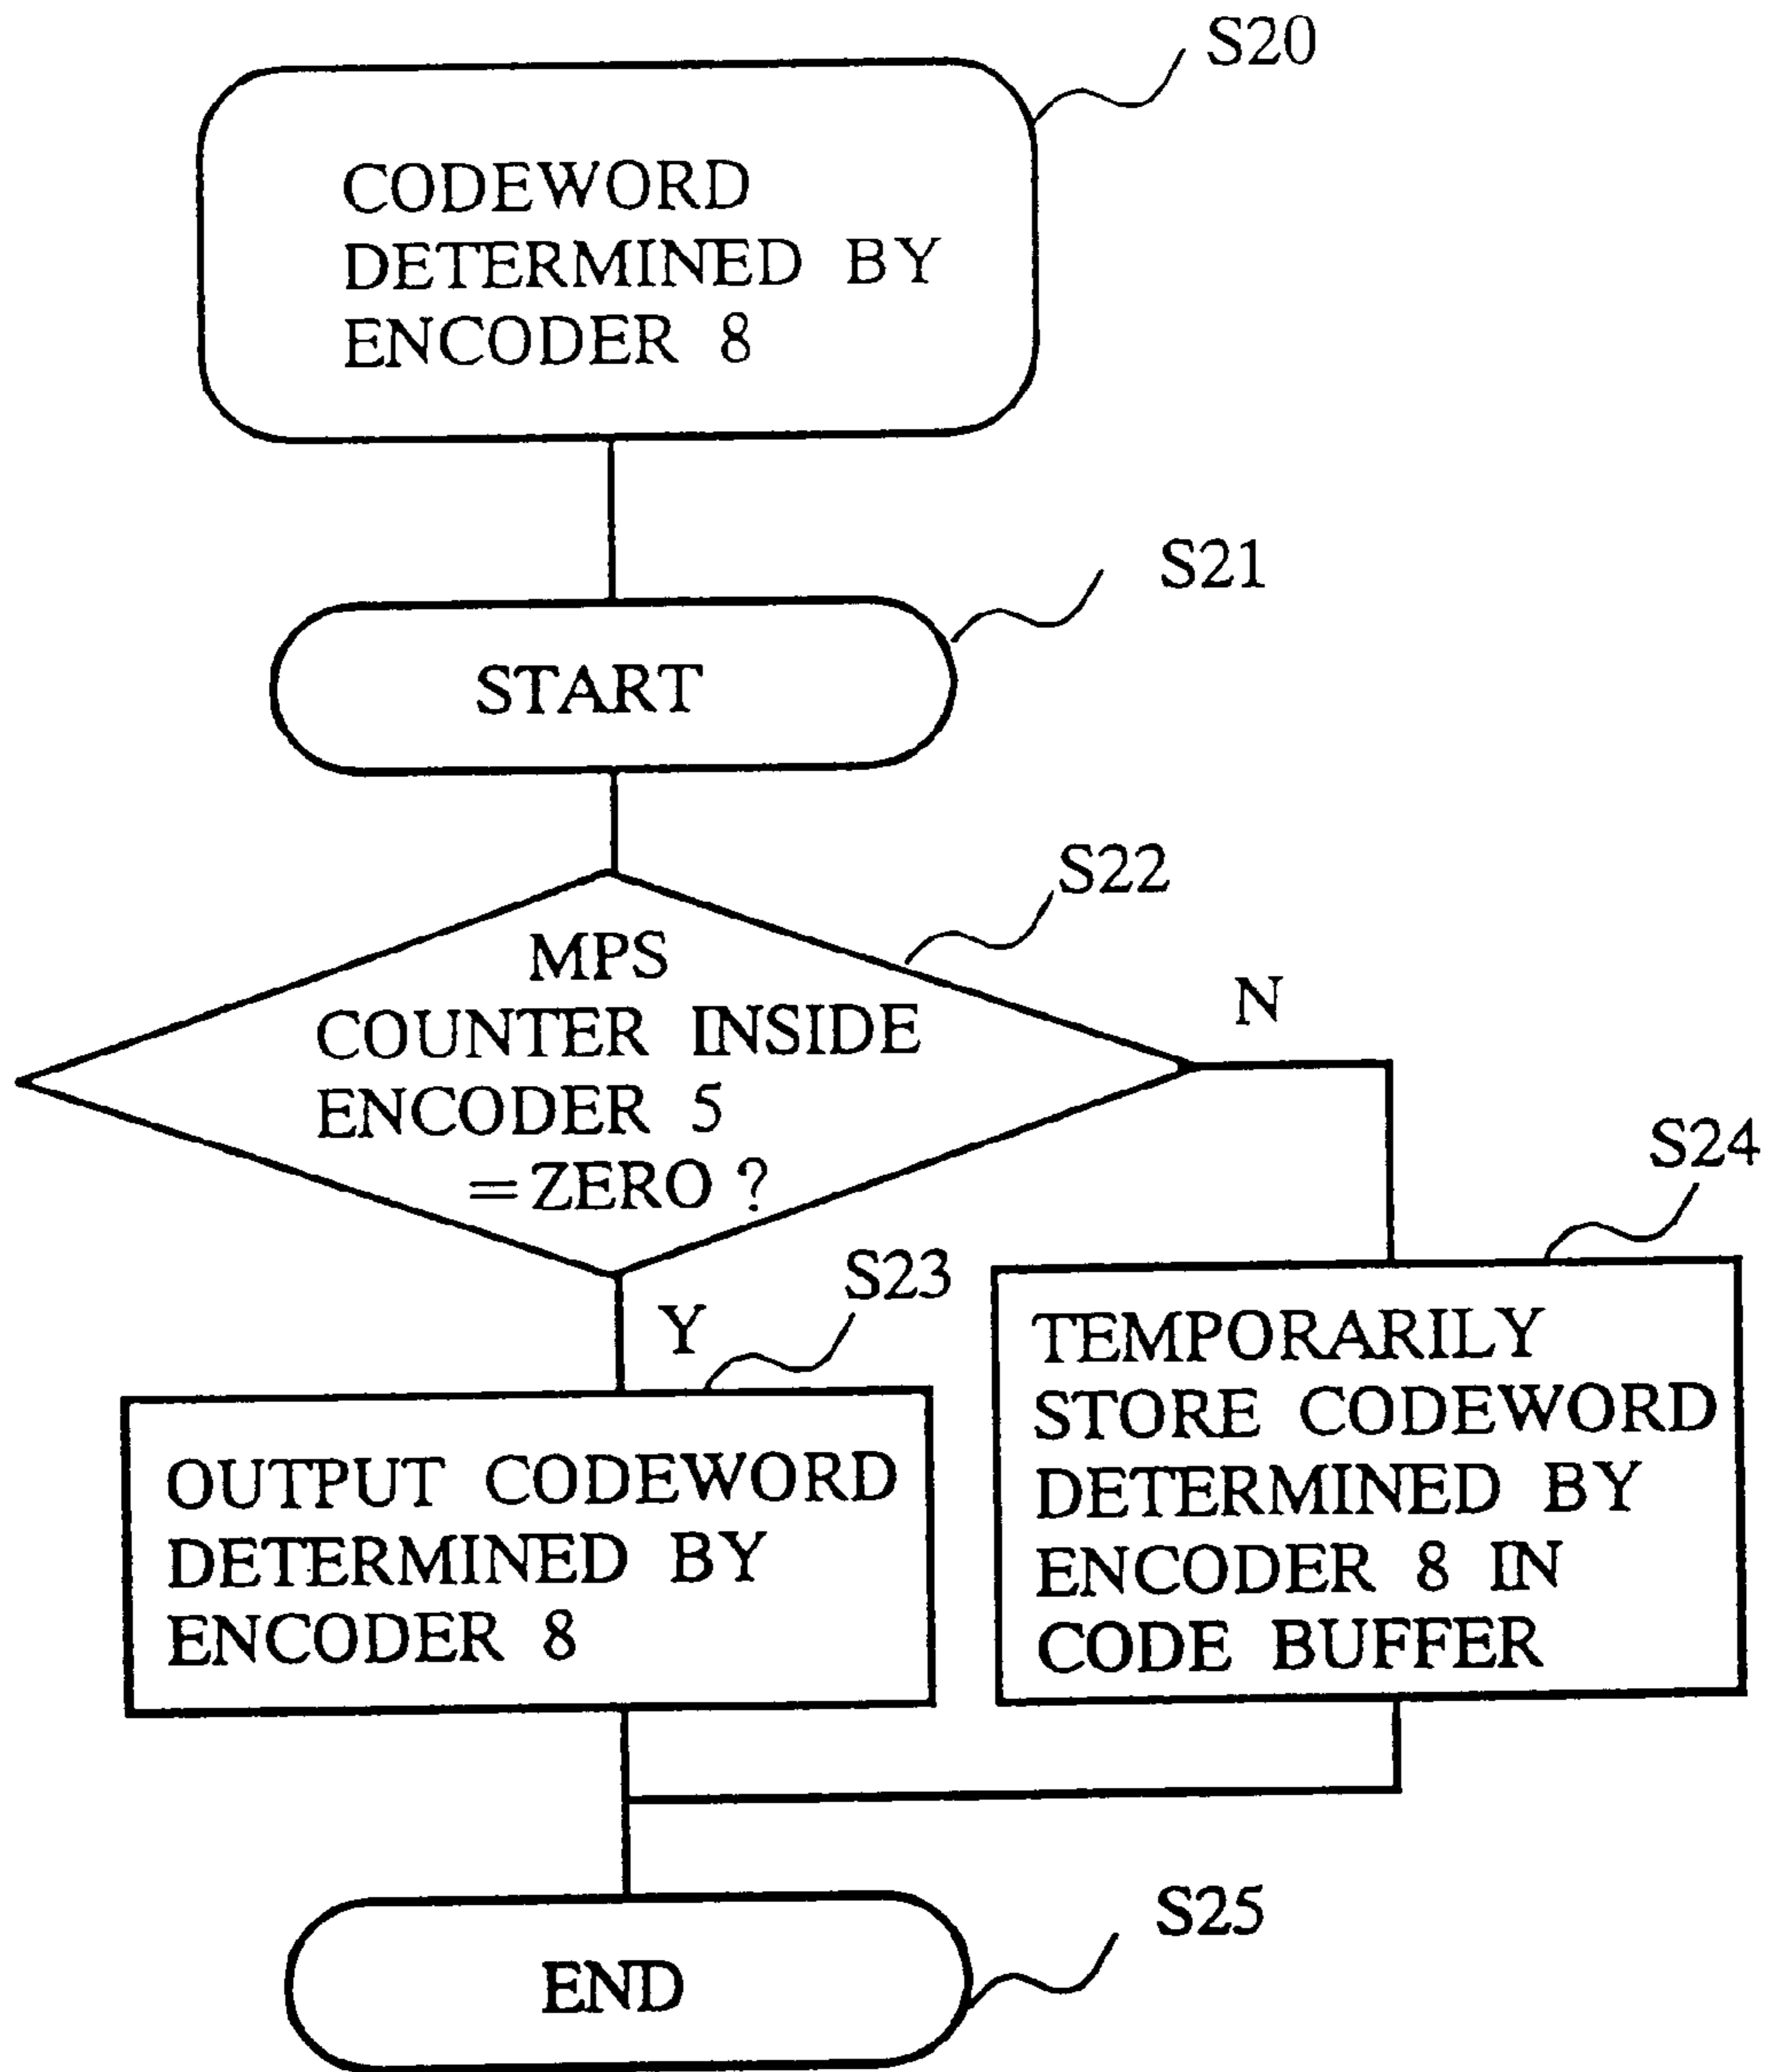 S20
CODEWORD
DETERMINED BY
ENCODER 8
S21
START
S22
MPS
COUNTER INSIDE
ENCODER 5
=ZERO ?
N
Y
S23
OUTPUT CODEWORD
DETERMINED BY
ENCODER 8
S24
TEMPORARILY
STORE CODEWORD
DETERMINED BY
ENCODER 8 IN
CODE BUFFER
S25
END